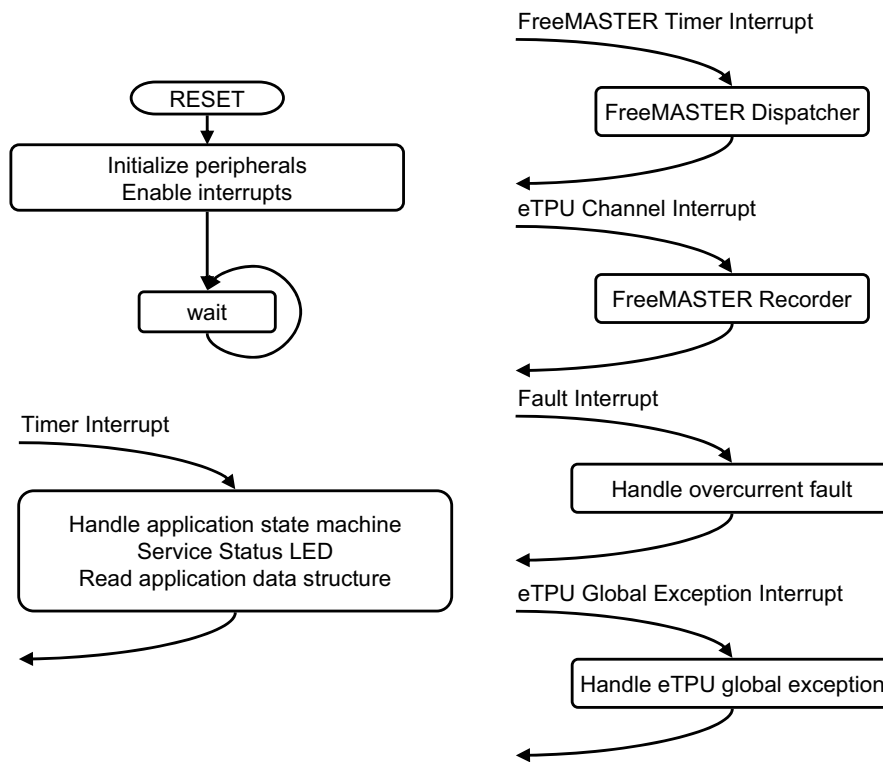 RESET
Initialize peripherals
Enable interrupts
wait
Timer Interrupt
Handle application state machine
Service Status LED
Read application data structure
FreeMASTER Timer Interrupt
FreeMASTER Dispatcher
eTPU Channel Interrupt
FreeMASTER Recorder
Fault Interrupt
Handle overcurrent fault
eTPU Global Exception Interrupt
Handle eTPU global exception